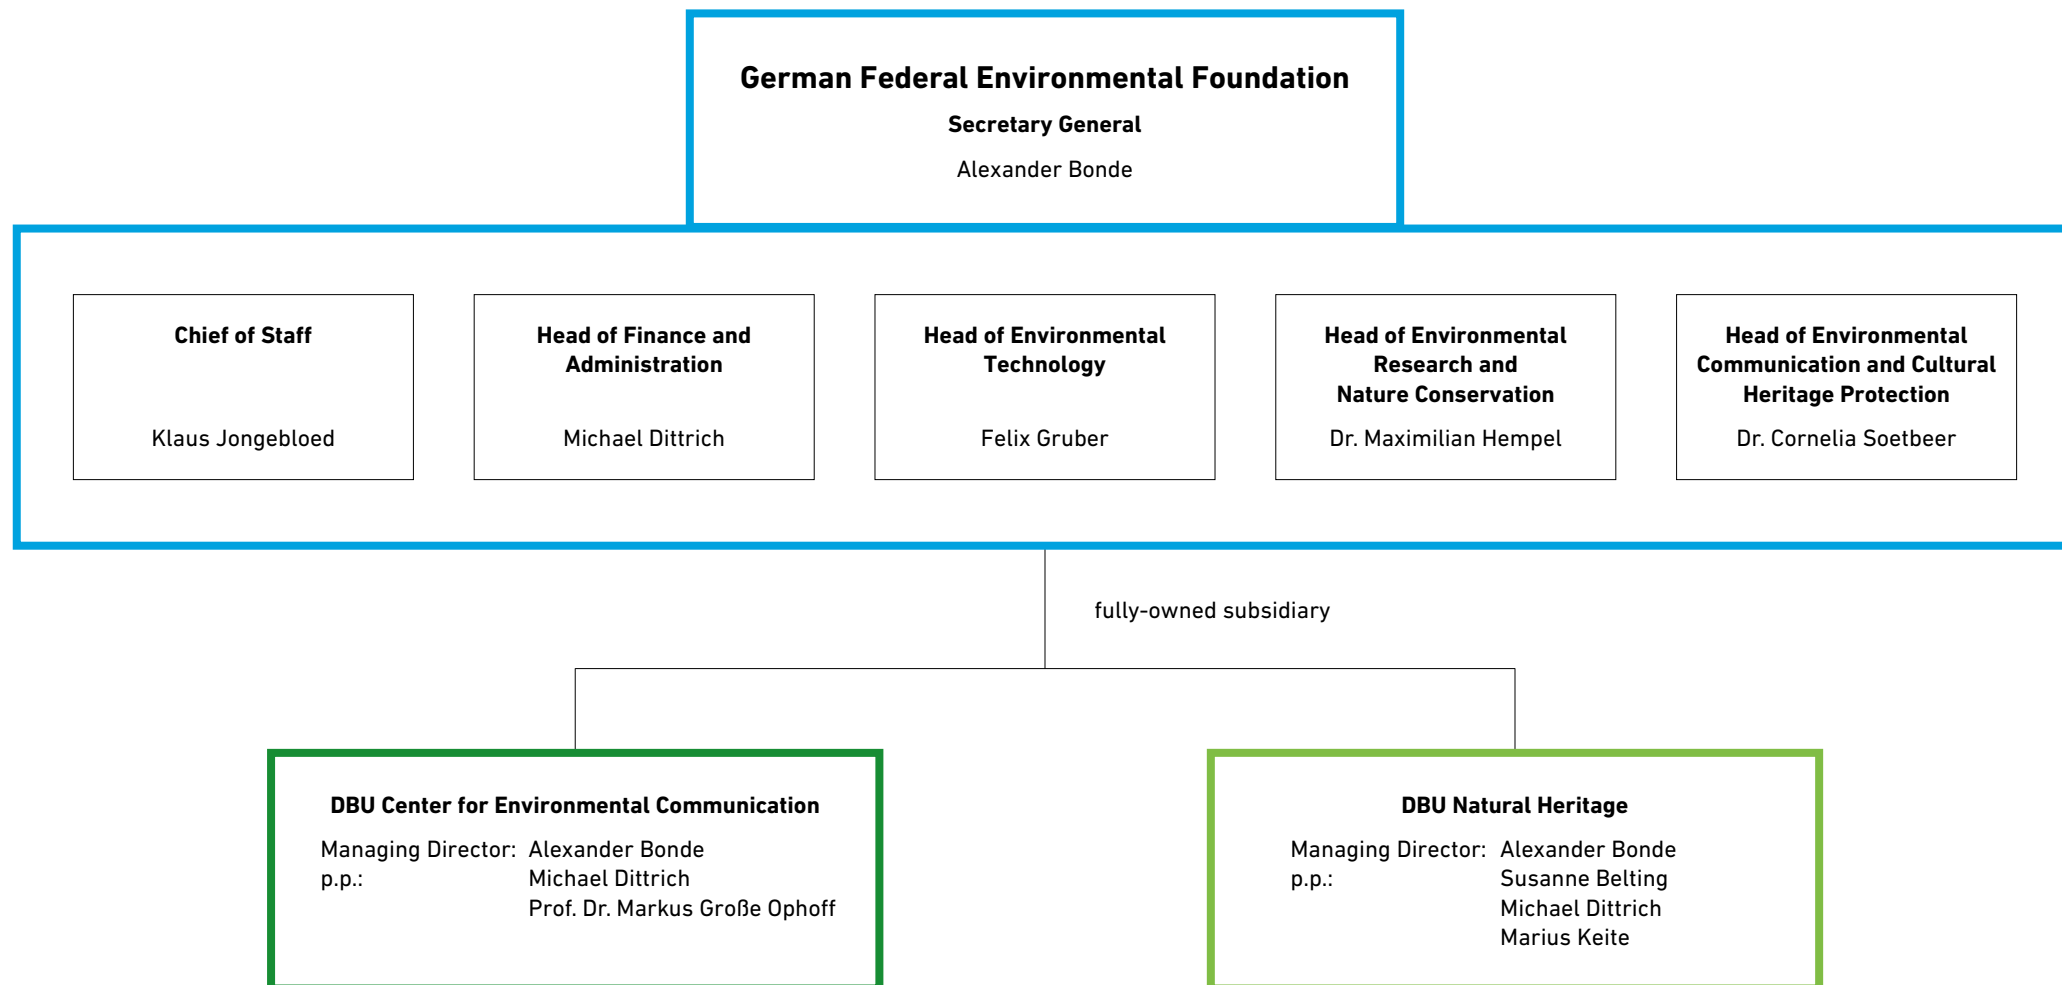 German Federal Environmental Foundation
Secretary General
Alexander Bonde
Chief of Staff
Klaus Jongebloed
Head of Finance and
Administration
Michael Dittrich
Head of Environmental
Technology
Felix Gruber
Head of Environmental
Research and
Nature Conservation
Dr. Maximilian Hempel
Head of Environmental
Communication and Cultural
Heritage Protection
Dr. Cornelia Soetbeer
fully-owned subsidiary
DBU Center for Environmental Communication
Managing Director: Alexander Bonde
p.p.: Michael Dittrich
Prof. Dr. Markus Große Ophoff
DBU Natural Heritage
Managing Director: Alexander Bonde
p.p.: Susanne Belting
Michael Dittrich
Marius Keite